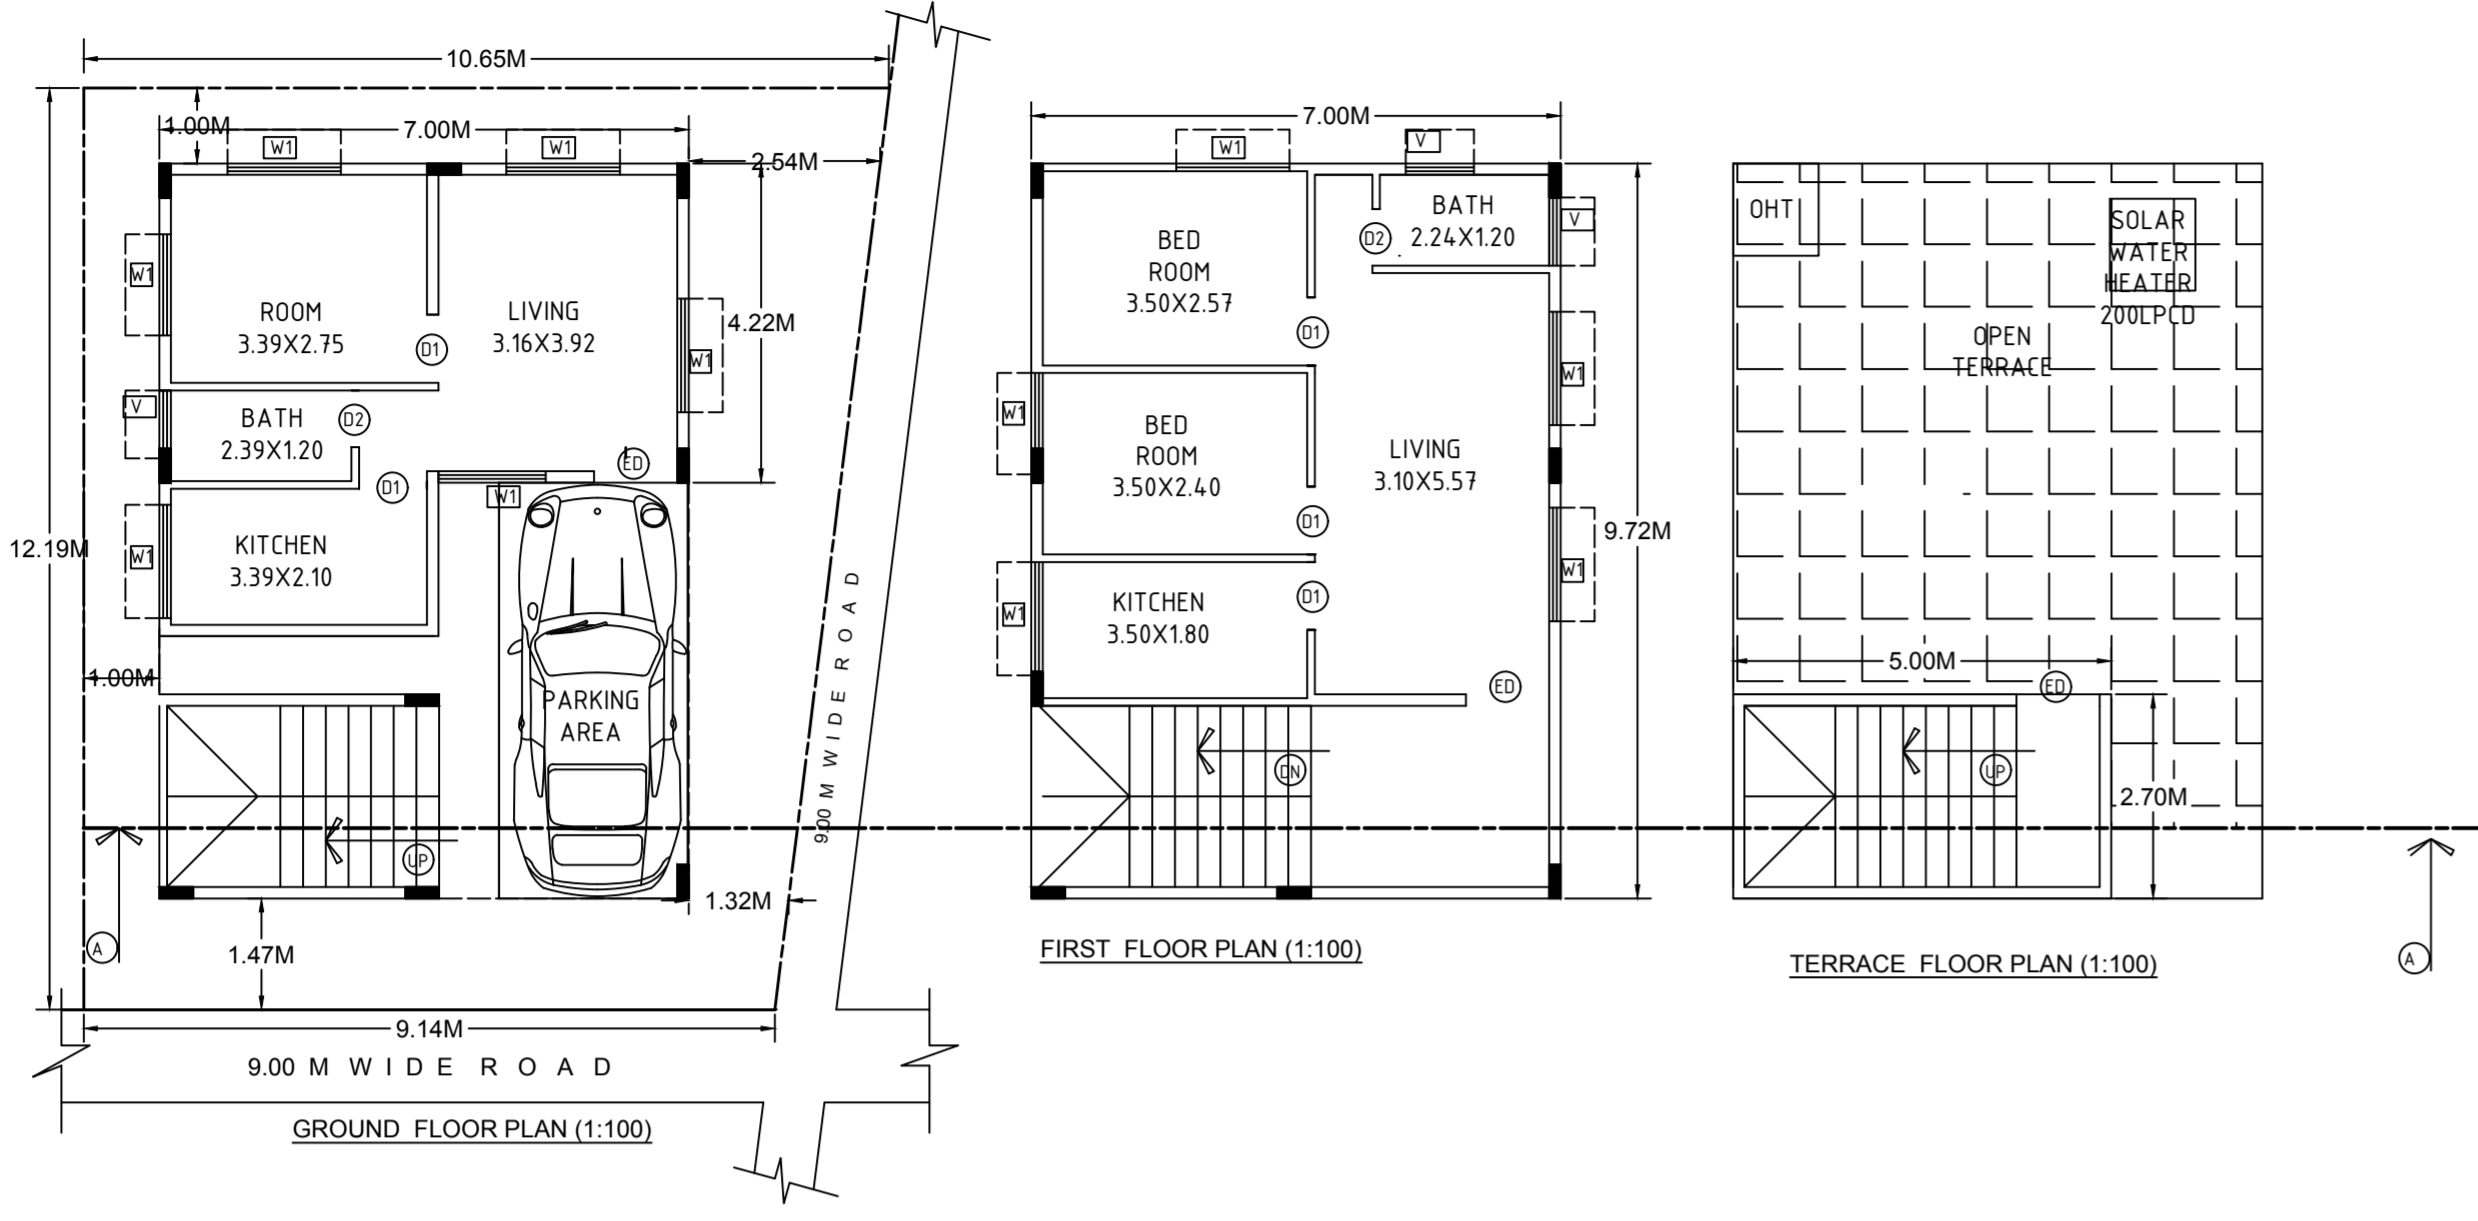 10.65M
1.00M
7.00M
W1
W1
2.54M
W1
ROOM
3.39X2.75
LIVING
3.16X3.92
D1
4.22M
W1
V
BATH
2.39X1.20
D2
ED
D1
W1
12.19M
W1
KITCHEN
3.39X2.10
1.00M
PARKING
AREA
UP
A
1.47M
1.32M
9.00 M WIDE ROAD
9.14M
9.00 M WIDE ROAD
GROUND FLOOR PLAN (1:100)
7.00M
W1
V
BATH
2.24X1.20
V
D2
BED
ROOM
3.50X2.57
D1
W1
W1
BED
ROOM
3.50X2.40
LIVING
3.10X5.57
D1
9.72M
W1
W1
KITCHEN
3.50X1.80
D1
ED
DN
FIRST FLOOR PLAN (1:100)
OHT
SOLAR
WATER
HEATER
200LPCD
OPEN
TERRACE
5.00M
ED
UP
2.70M
A
TERRACE FLOOR PLAN (1:100)